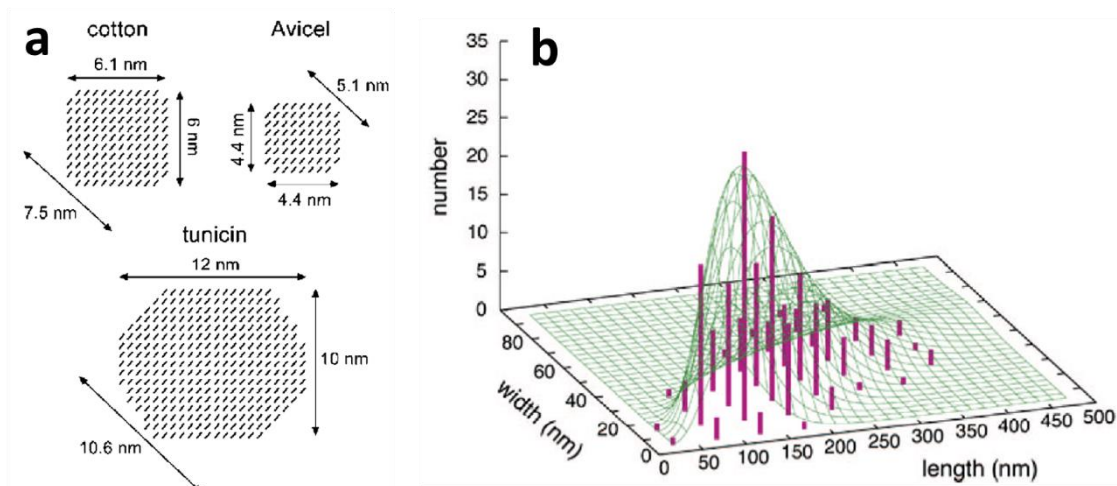 a
cotton
6.1 nm
6 nm
7.5 nm
Avicel
5.1 nm
4.4 nm
4.4 nm
tunicin
12 nm
10 nm
10.6 nm
b
number
35
30
25
20
15
10
5
0
80
60
40
20
0
width (nm)
0 50 100 150 200 250 300 350 400 450 500
length (nm)